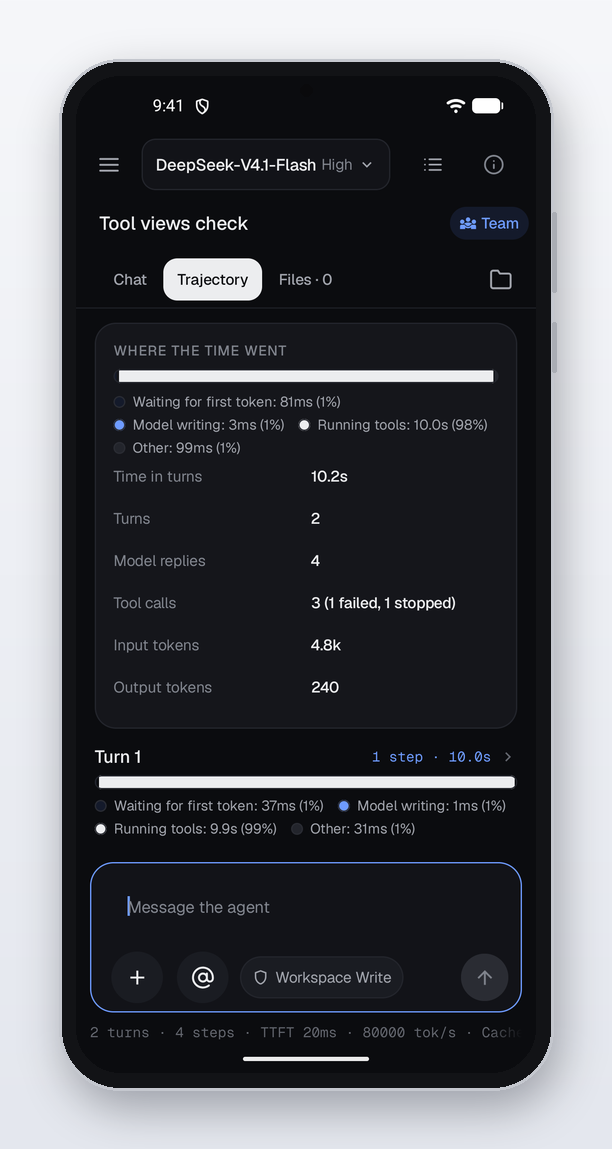 9:41
DeepSeek-V4.1-Flash High
Tool views check
Team
Chat
Trajectory
Files · 0
WHERE THE TIME WENT
Waiting for first token: 81ms (1%)
Model writing: 3ms (1%) Running tools: 10.0s (98%)
Other: 99ms (1%)
Time in turns 10.2s
Turns 2
Model replies 4
Tool calls 3 (1 failed, 1 stopped)
Input tokens 4.8k
Output tokens 240
Turn 1 1 step · 10.0s
Waiting for first token: 37ms (1%) Model writing: 1ms (1%)
Running tools: 9.9s (99%) Other: 31ms (1%)
Message the agent
Workspace Write
2 turns · 4 steps · TTFT 20ms · 80000 tok/s ·